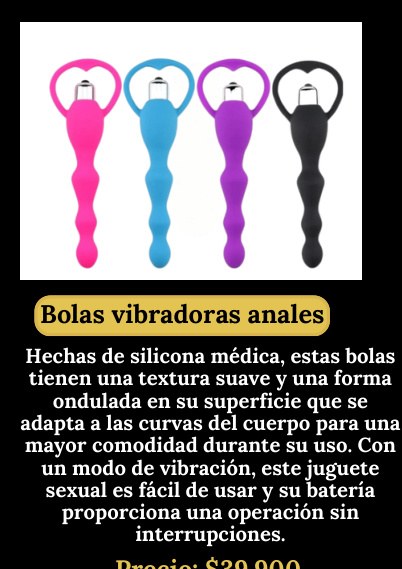 Bolas vibradoras anales
Hechas de silicona médica, estas bolas
tienen una textura suave y una forma
ondulada en su superficie que se
adapta a las curvas del cuerpo para una
mayor comodidad durante su uso. Con
un modo de vibración, este juguete
sexual es fácil de usar y su batería
proporciona una operación sin
interrupciones.
Precio: $39.900